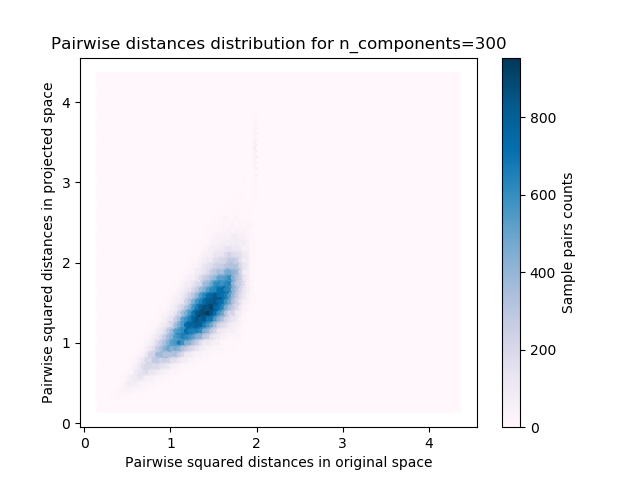 Pairwise distances distribution for n_components=300
Pairwise squared distances in projected space
4
3
2
1
0
0 1 2 3 4
Pairwise squared distances in original space
800
600
400
200
0
Sample pairs counts